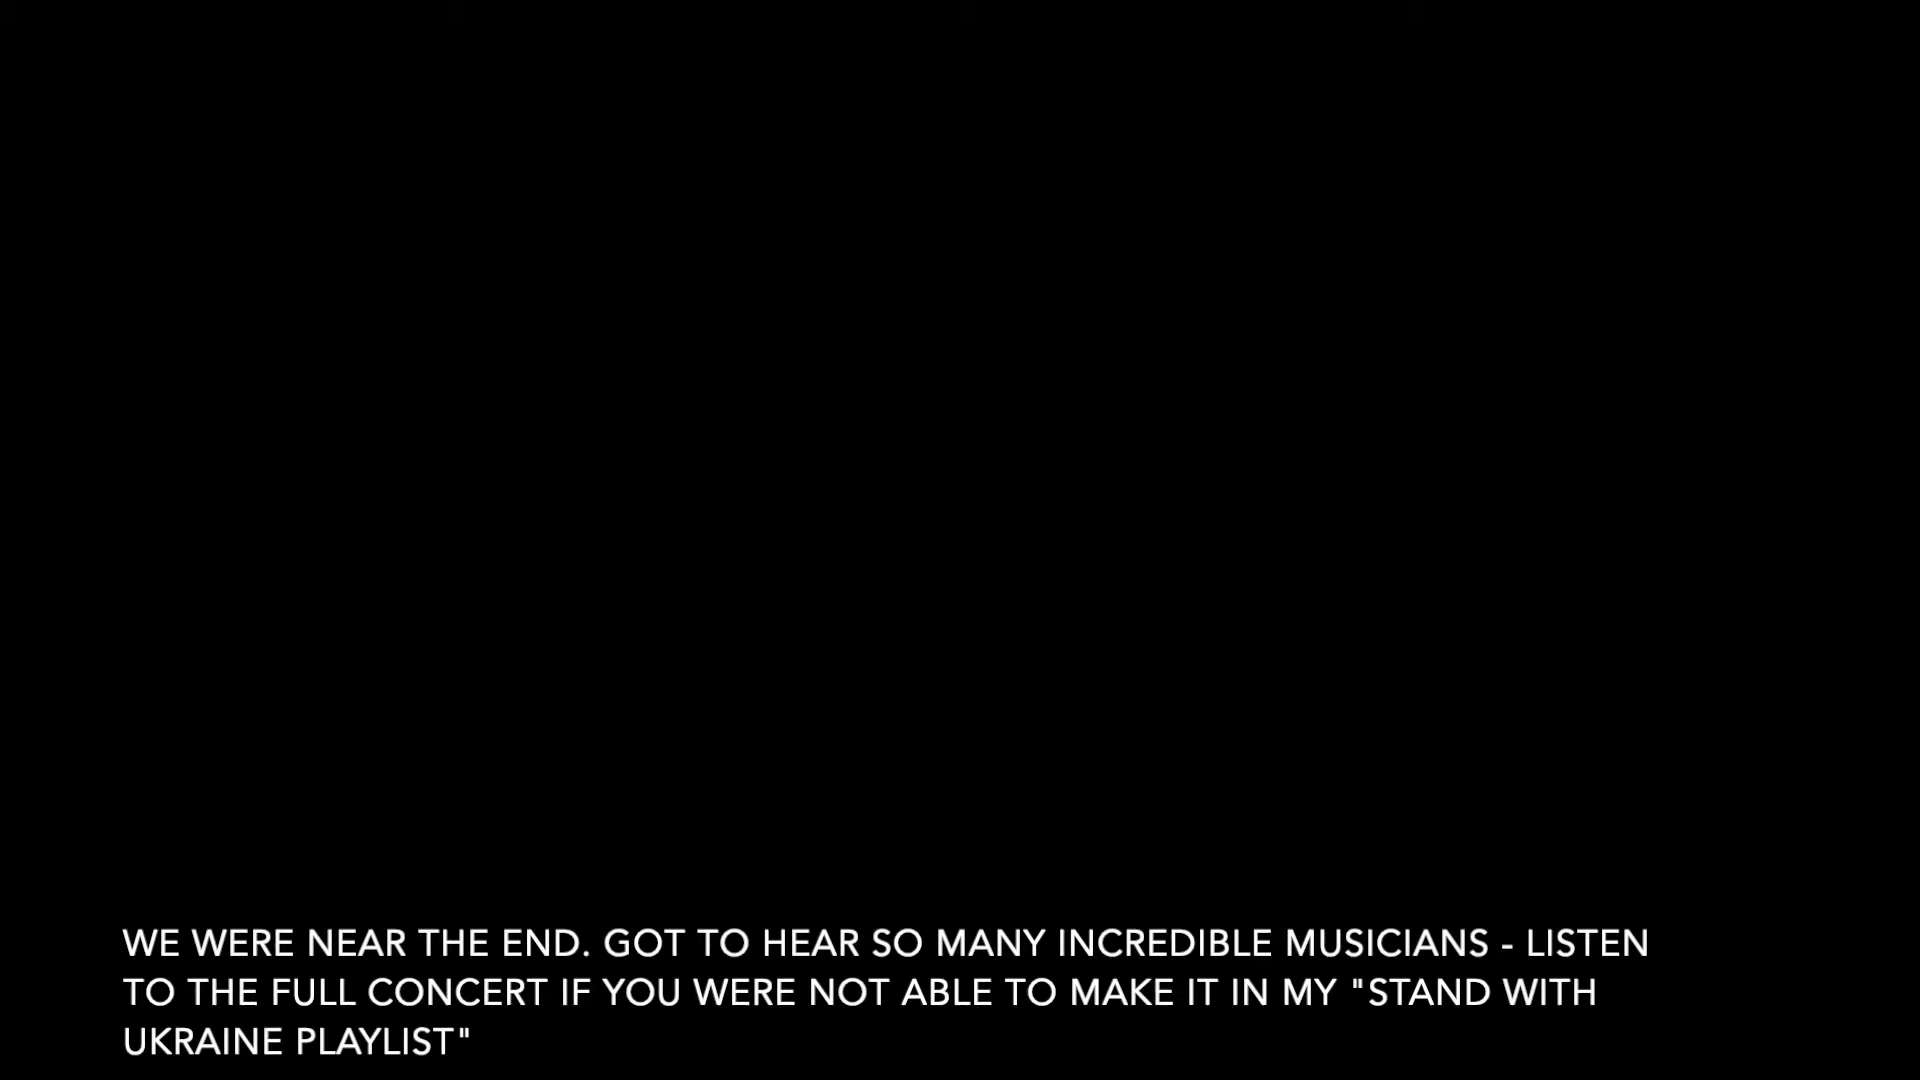 WE WERE NEAR THE END. GOT TO HEAR SO MANY INCREDIBLE MUSICIANS - LISTEN
TO THE FULL CONCERT IF YOU WERE NOT ABLE TO MAKE IT IN MY "STAND WITH
UKRAINE PLAYLIST"